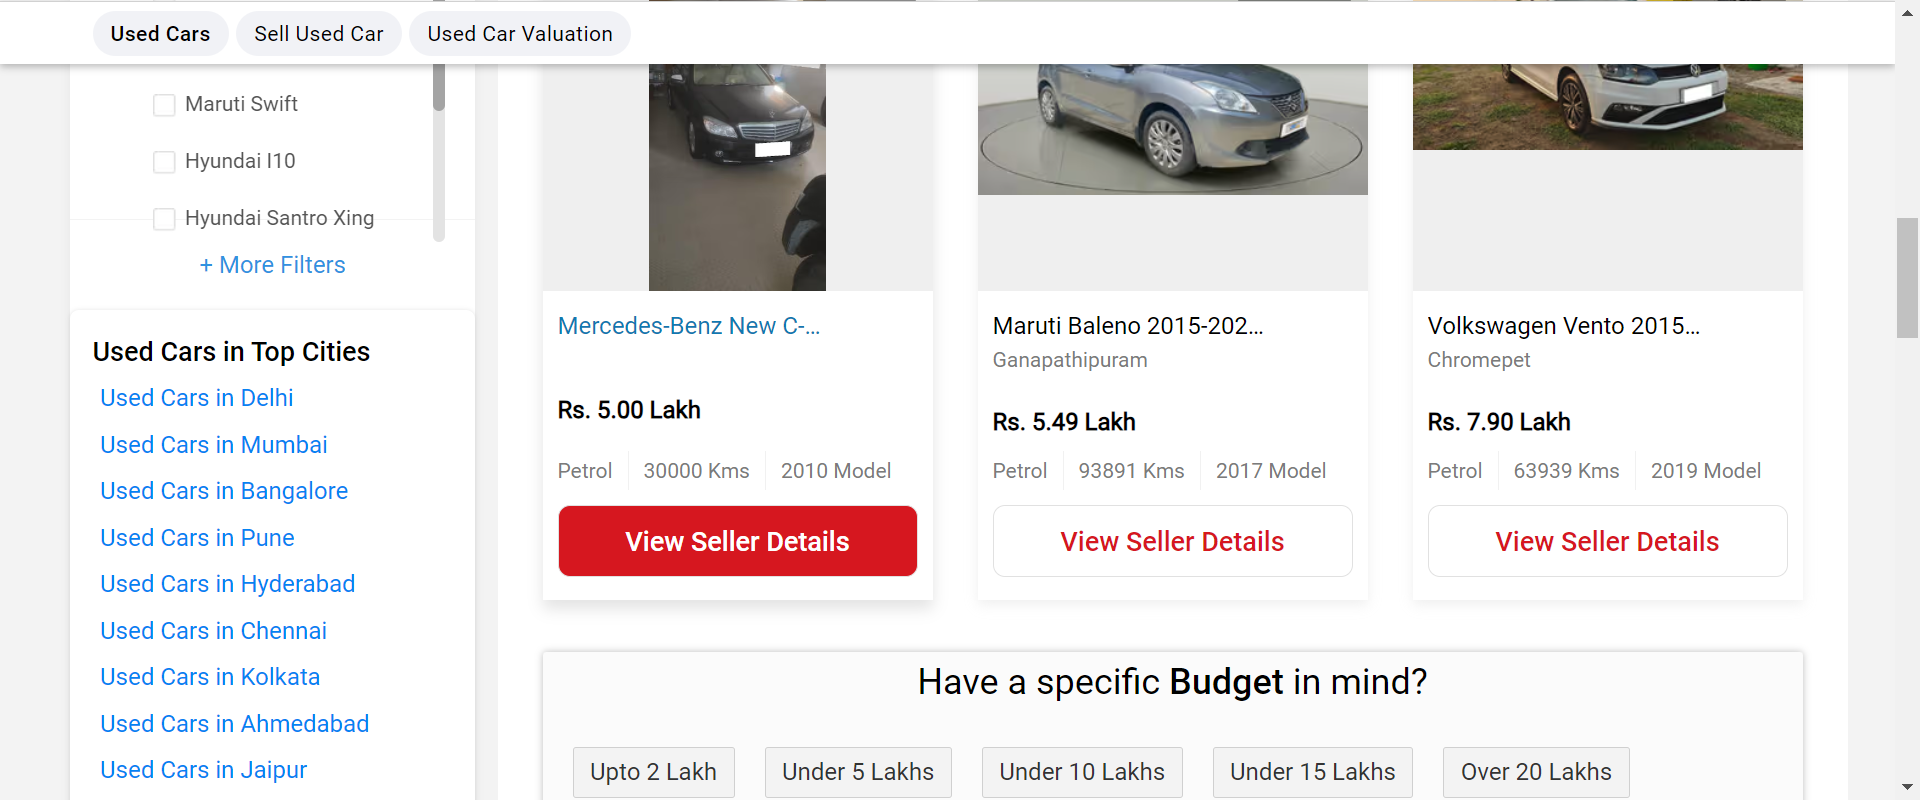 Used Cars
Sell Used Car
Used Car Valuation
Maruti Swift
Hyundai I10
Hyundai Santro Xing
+ More Filters
Used Cars in Top Cities
Used Cars in Delhi
Used Cars in Mumbai
Used Cars in Bangalore
Used Cars in Pune
Used Cars in Hyderabad
Used Cars in Chennai
Used Cars in Kolkata
Used Cars in Ahmedabad
Used Cars in Jaipur
Mercedes-Benz New C-...
Rs. 5.00 Lakh
Petrol 30000 Kms 2010 Model
View Seller Details
Maruti Baleno 2015-202...
Ganapathipuram
Rs. 5.49 Lakh
Petrol 93891 Kms 2017 Model
View Seller Details
Volkswagen Vento 2015...
Chromepet
Rs. 7.90 Lakh
Petrol 63939 Kms 2019 Model
View Seller Details
Have a specific Budget in mind?
Upto 2 Lakh
Under 5 Lakhs
Under 10 Lakhs
Under 15 Lakhs
Over 20 Lakhs